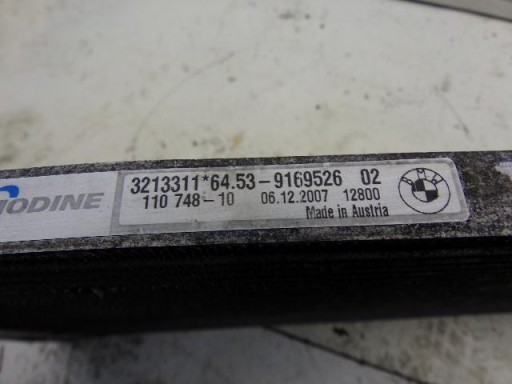 ODINE
3213311*64.53-9169526 02
110 748-10 06.12.2007 12800
Made in Austria
BMW